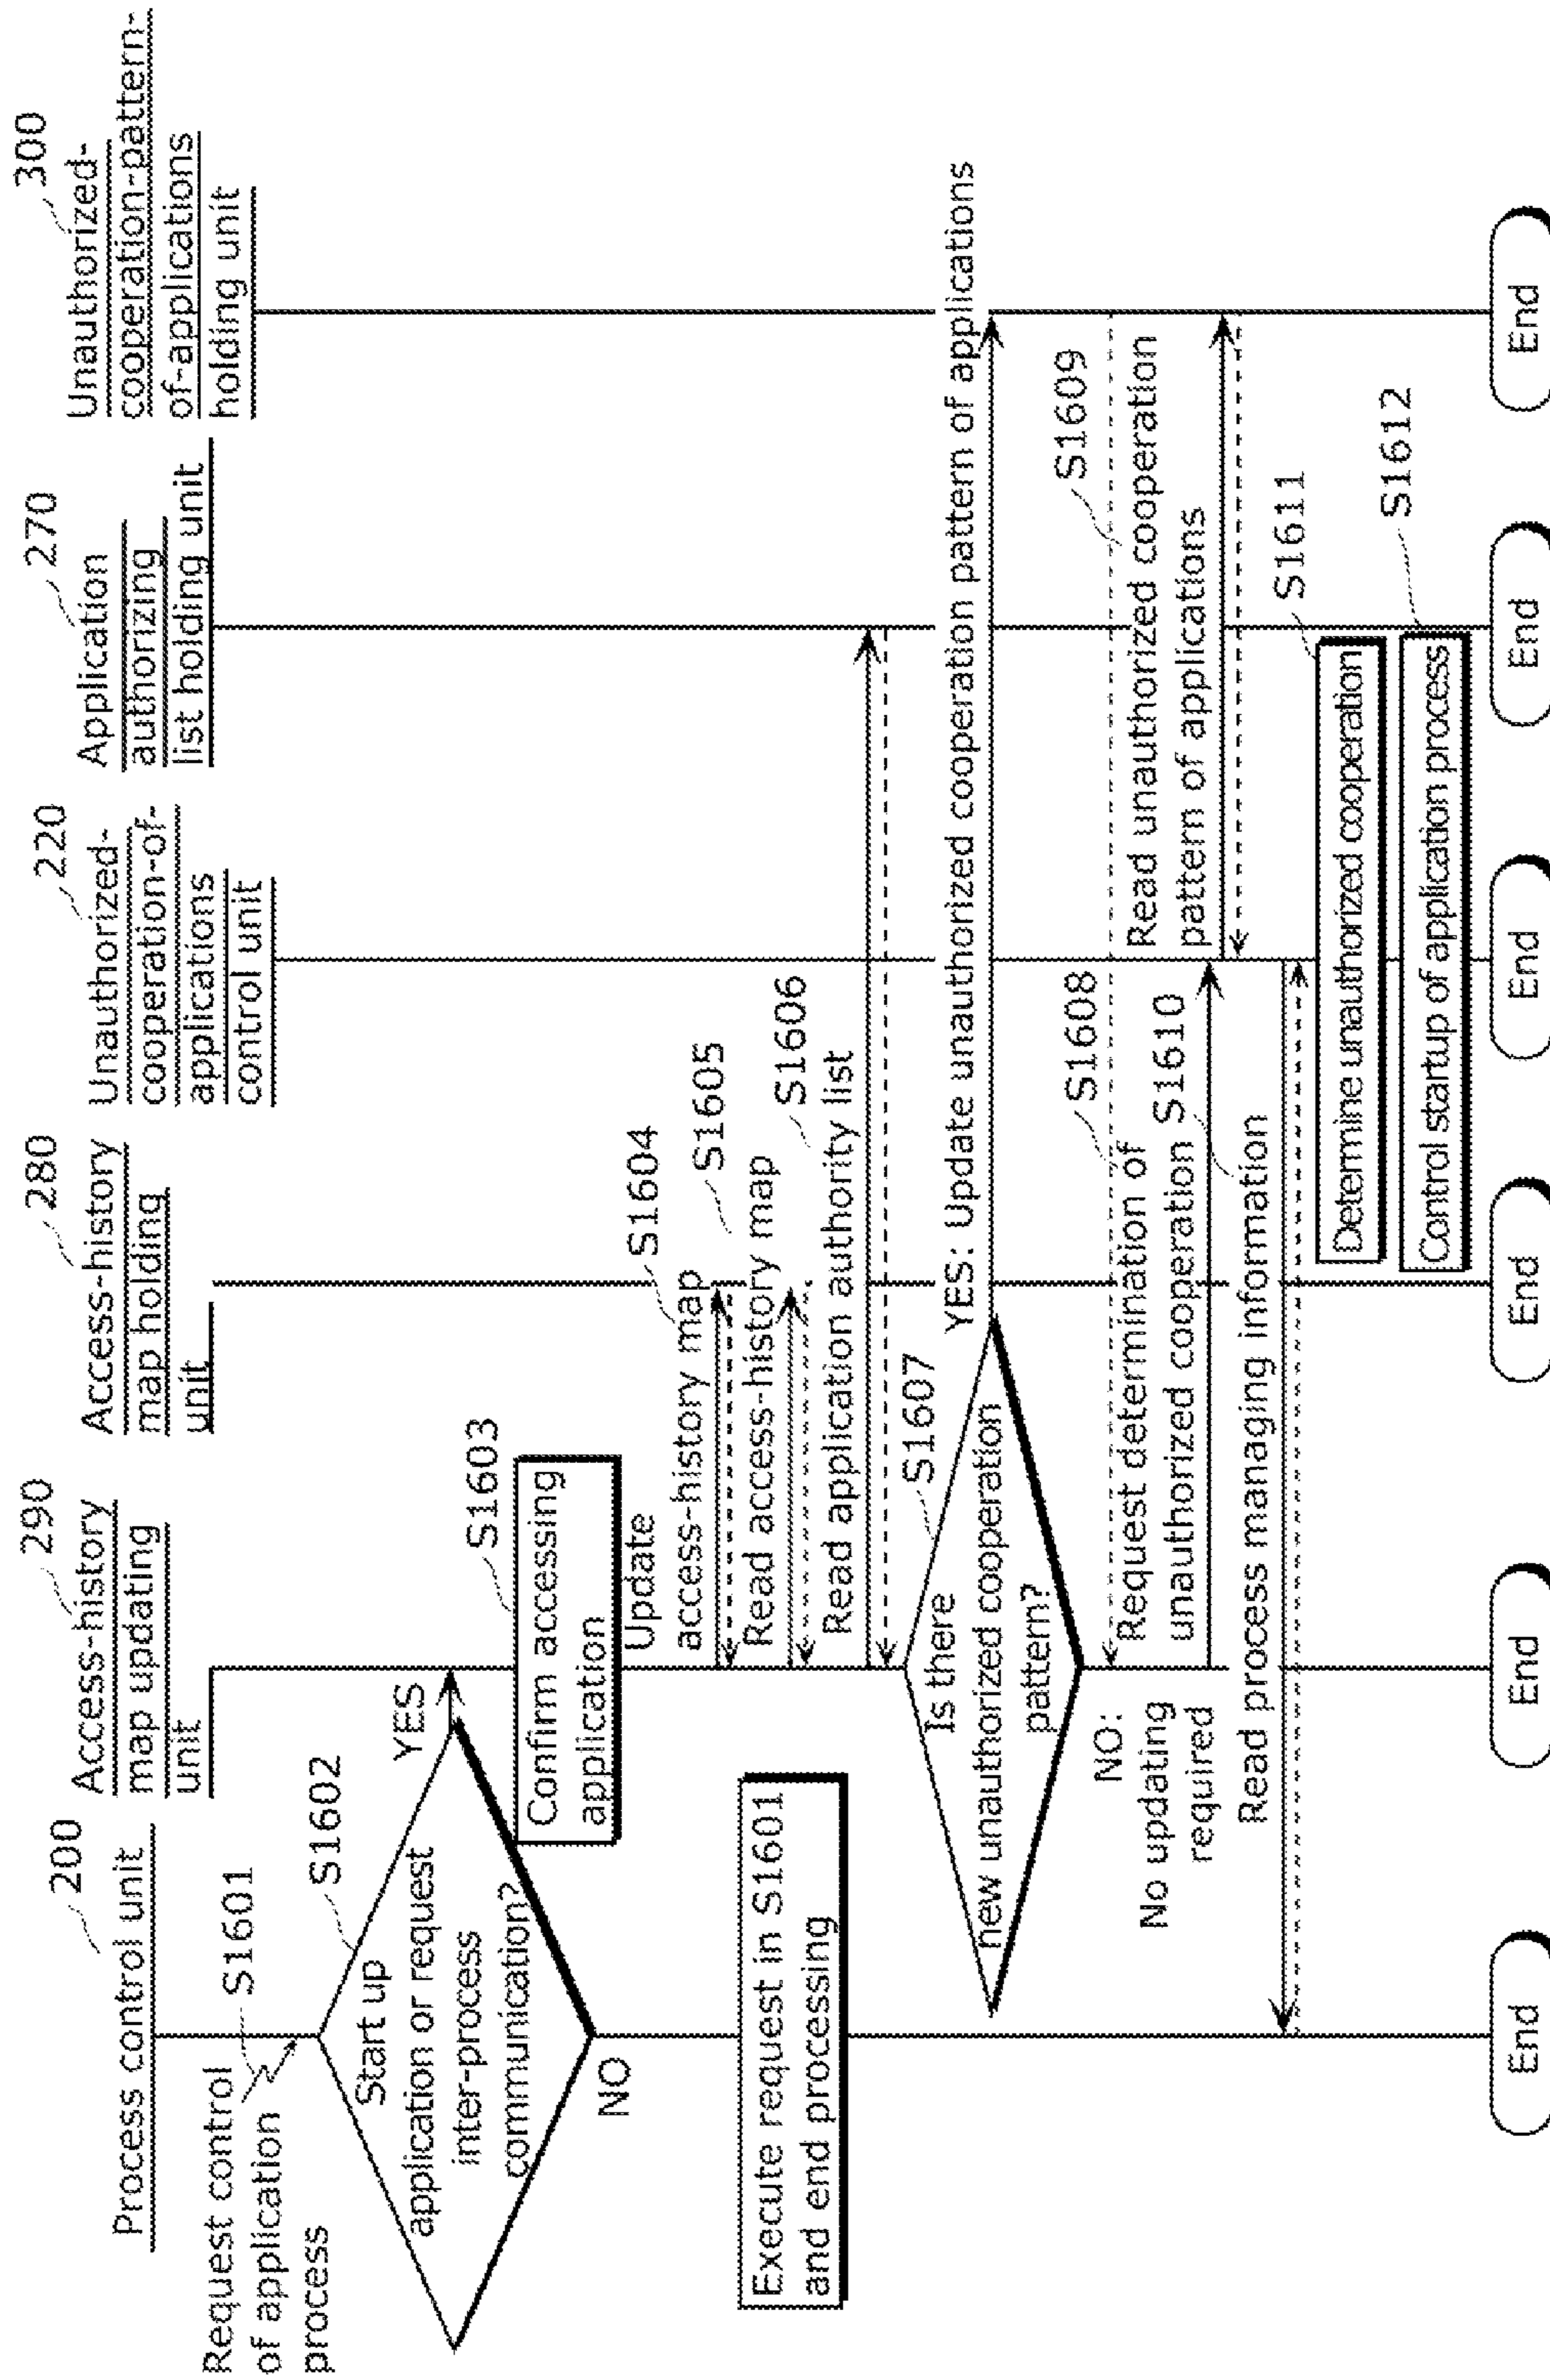 200
Process control unit
290
Access-history
map updating
unit
280
Access-history
map holding
unit
220
Unauthorized-
cooperation-of-
applications
control unit
270
Application
authorizing
list holding unit
300
Unauthorized-
cooperation-pattern-
of-applications
holding unit
Request control
of application
process
S1601
S1602
Start up
application or request
inter-process
communication?
YES
NO
S1603
Confirm accessing
application
Update
access-history map
S1604
Read access-history map
S1605
Read application authority list
S1606
Execute request in S1601
and end processing
S1607
Is there
new unauthorized cooperation
pattern?
YES: Update unauthorized cooperation pattern of applications
NO:
No updating
required
S1608
Request determination of
unauthorized cooperation
S1609
Read unauthorized cooperation
pattern of applications
S1610
Read process managing information
S1611
Determine unauthorized cooperation
S1612
Control startup of application process
End
End
End
End
End
End